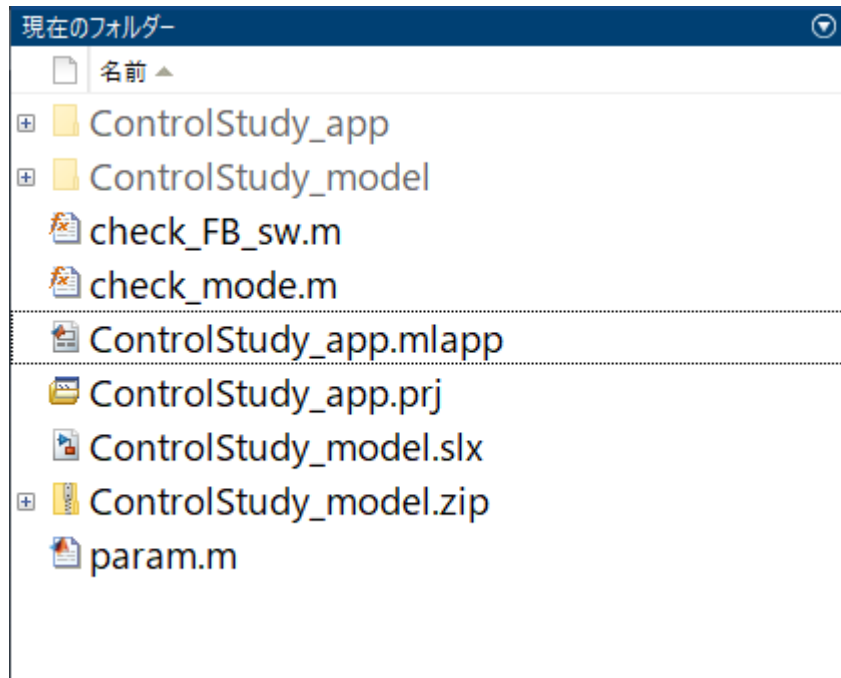 現在のフォルダー
名前
ControlStudy_app
ControlStudy_model
check_FB_sw.m
check_mode.m
ControlStudy_app.mlapp
ControlStudy_app.prj
ControlStudy_model.slx
ControlStudy_model.zip
param.m